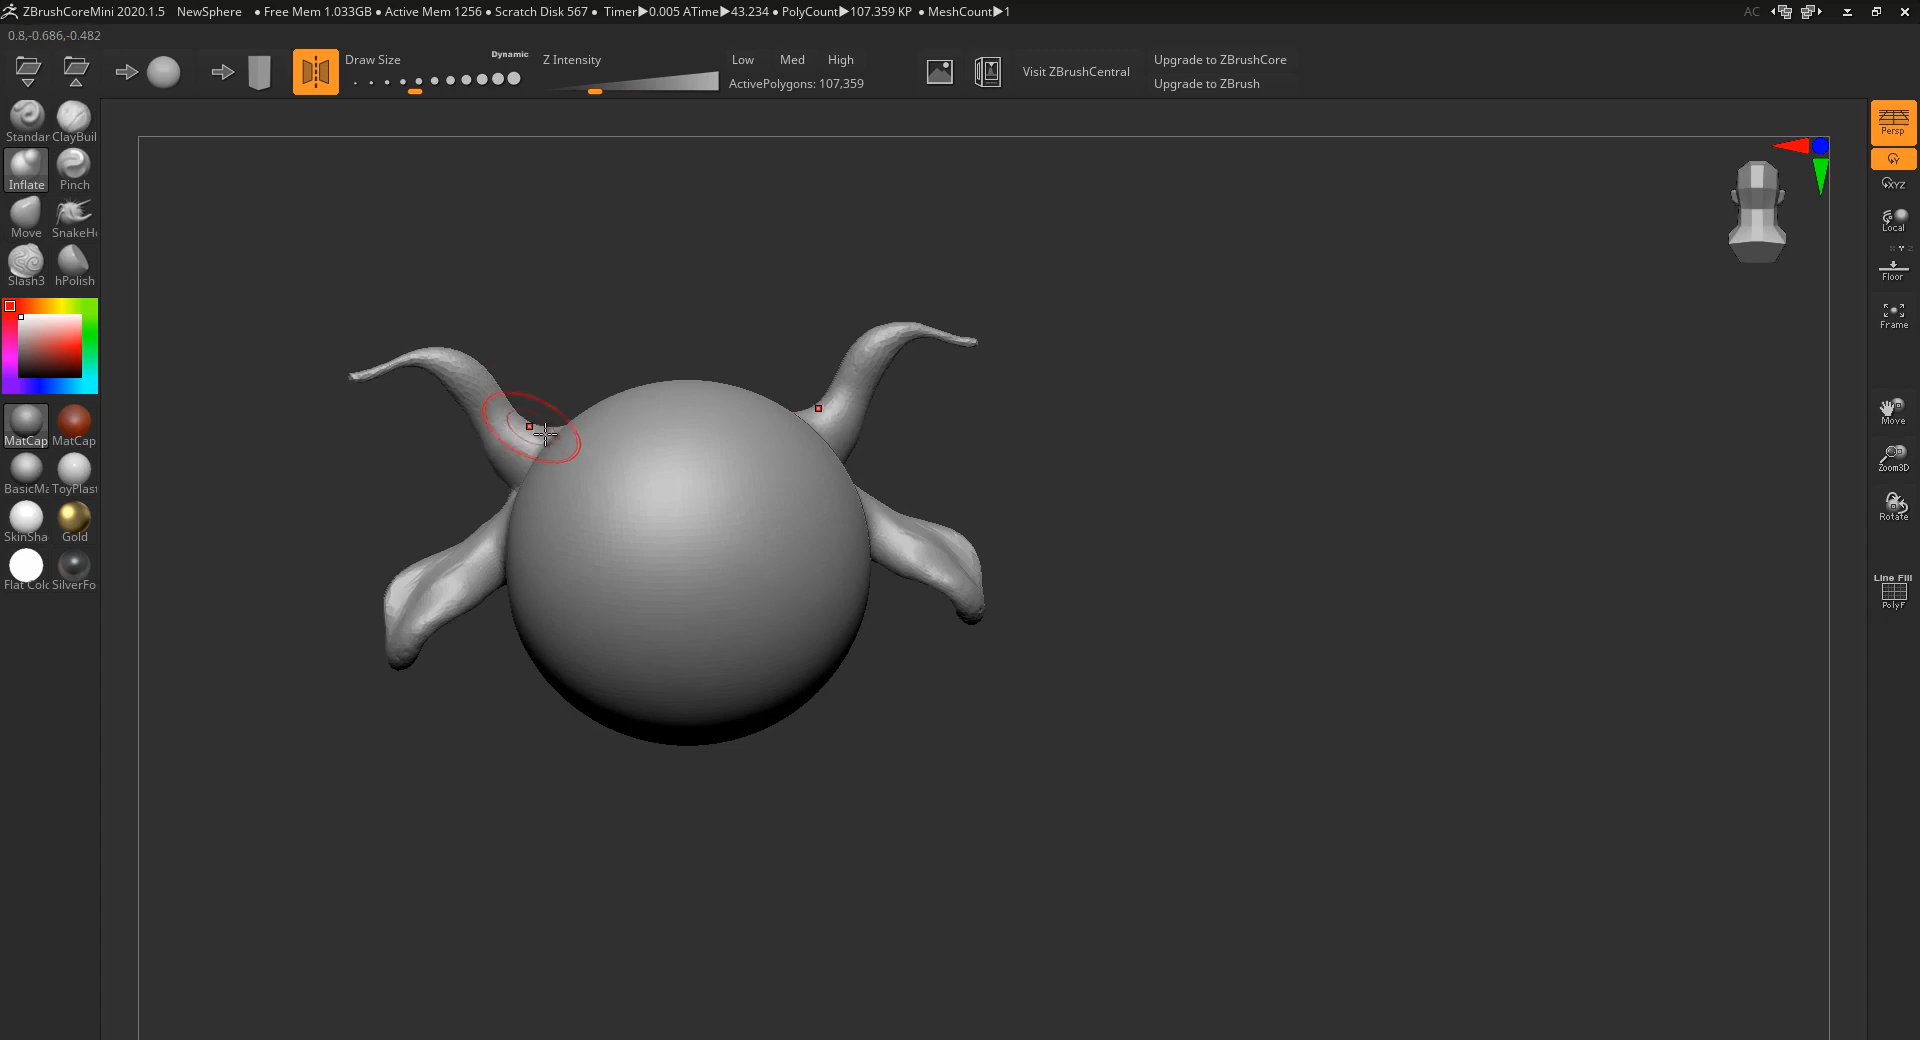 ZBrushCoreMini 2020.1.5 NewSphere ● Free Mem 1.033GB ● Active Mem 1256 ● Scratch Disk 567 ● Timer▶0.005 ATime▶43.234 ● PolyCount▶107.359 KP ● MeshCount▶1 AC
0.8,-0.686,-0.482
Draw Size Dynamic
Z Intensity
Low Med High
ActivePolygons: 107,359
Visit ZBrushCentral
Upgrade to ZBrushCore
Upgrade to ZBrush
Standar ClayBuil
Inflate Pinch
Move SnakeH
Slash3 hPolish
MatCap MatCap
BasicMa ToyPlast
SkinSha Gold
Flat Colo SilverFo
Persp
Y
XYZ
Local
Floor
Frame
Move
Zoom3D
Rotate
Line Fill
PolyF